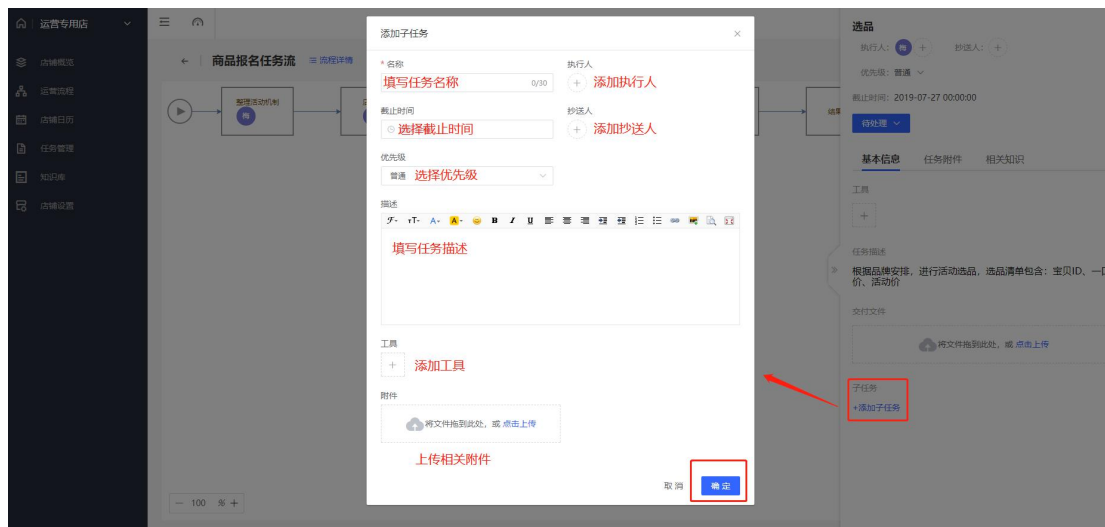 运营专用店
店铺概览
运营流程
店铺日历
任务管理
知识库
店铺设置
← 商品报名任务流 流程详情
整理活动机制
梅
结果
- 100 % +
添加子任务 ×
* 名称
填写任务名称 0/30
执行人
+ 添加执行人
截止时间
选择截止时间
抄送人
+ 添加抄送人
优先级
普通 选择优先级
描述
填写任务描述
工具
+ 添加工具
附件
将文件拖到此处，或 点击上传
上传相关附件
取消 确定
选品
执行人: 梅 + 抄送人: +
优先级: 普通
截止时间: 2019-07-27 00:00:00
待处理
基本信息 任务附件 相关知识
工具
+
任务描述
根据品牌安排，进行活动选品，选品清单包含：宝贝ID、一口
价、活动价
交付文件
将文件拖到此处，或 点击上传
子任务
+添加子任务